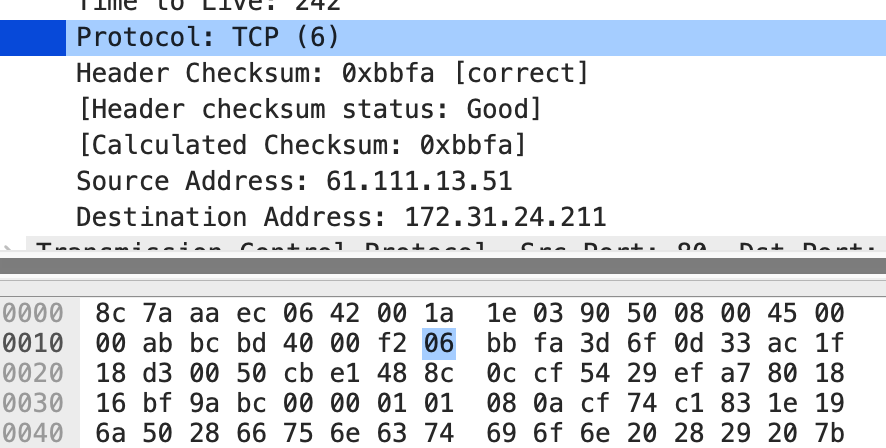 Time to Live: 242
Protocol: TCP (6)
Header Checksum: 0xbbfa [correct]
[Header checksum status: Good]
[Calculated Checksum: 0xbbfa]
Source Address: 61.111.13.51
Destination Address: 172.31.24.211
Transmission Control Protocol, Src Port: 80, Dst Port:
0000 8c 7a aa ec 06 42 00 1a 1e 03 90 50 08 00 45 00
0010 00 ab bc bd 40 00 f2 06 bb fa 3d 6f 0d 33 ac 1f
0020 18 d3 00 50 cb e1 48 8c 0c cf 54 29 ef a7 80 18
0030 16 bf 9a bc 00 00 01 01 08 0a cf 74 c1 83 1e 19
0040 6a 50 28 66 75 6e 63 74 69 6f 6e 20 28 29 20 7b